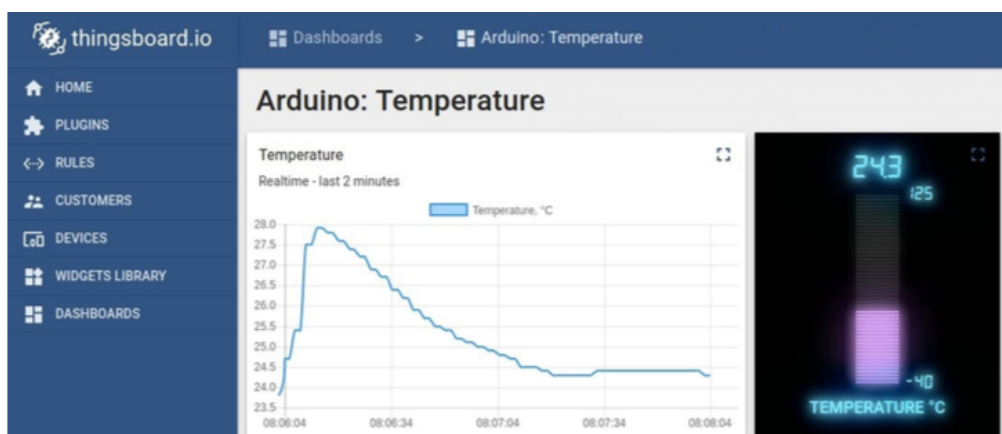 thingsboard.io
Dashboards > Arduino: Temperature
HOME
PLUGINS
RULES
CUSTOMERS
DEVICES
WIDGETS LIBRARY
DASHBOARDS
Arduino: Temperature
Temperature
Realtime - last 2 minutes
Temperature, °C
28.0
27.5
27.0
26.5
26.0
25.5
25.0
24.5
24.0
23.5
08:06:04 08:06:34 08:07:04 08:07:34 08:08:04
24.3
125
-40
TEMPERATURE °C